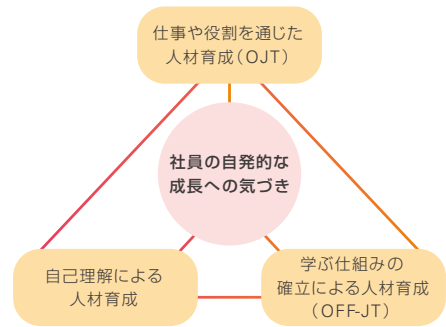 仕事や役割を通じた
人材育成（OJT）
社員の自発的な
成長への気づき
自己理解による
人材育成
学ぶ仕組みの
確立による人材育成
（OFF-JT）